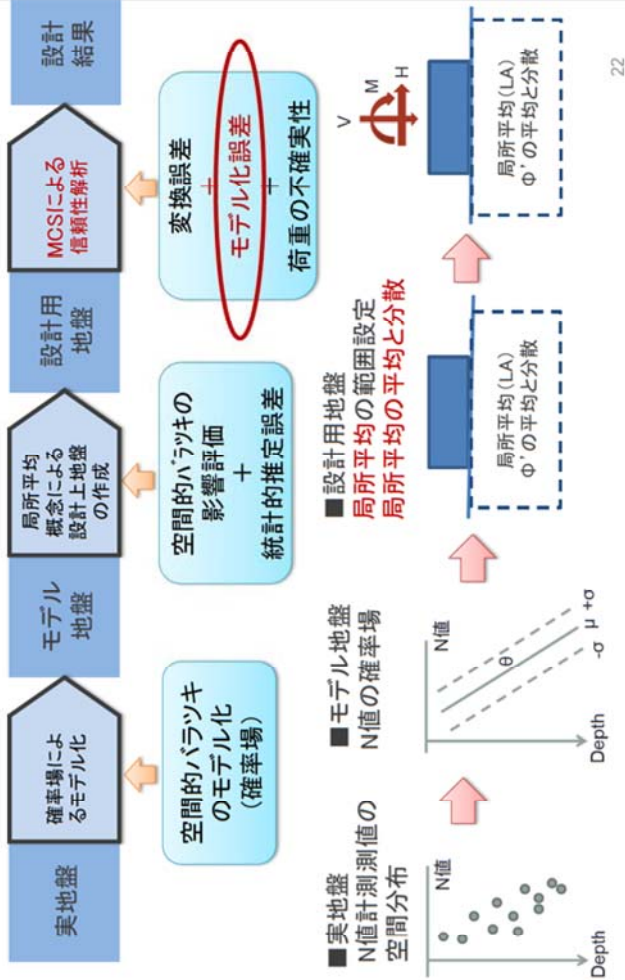 実地盤
確率場によ
るモデル化
モデル
地盤
局所平均
概念による
設計上地盤
の作成
設計用
地盤
MCSによる
信頼性解析
設計
結果
空間的バラツキ
のモデル化
(確率場)
空間的バラツキの
影響評価
+
統計的推定誤差
変換誤差
+
モデル化誤差
+
荷重の不確実性
■実地盤
N値計測測値の
空間分布
N値
Depth
■モデル地盤
N値の確率場
N値
θ
-σ
μ
+σ
Depth
■設計用地盤
局所平均の範囲設定
局所平均の平均と分散
局所平均(LA)
Φ'の平均と分散
V
M
H
局所平均(LA)
Φ'の平均と分散
22